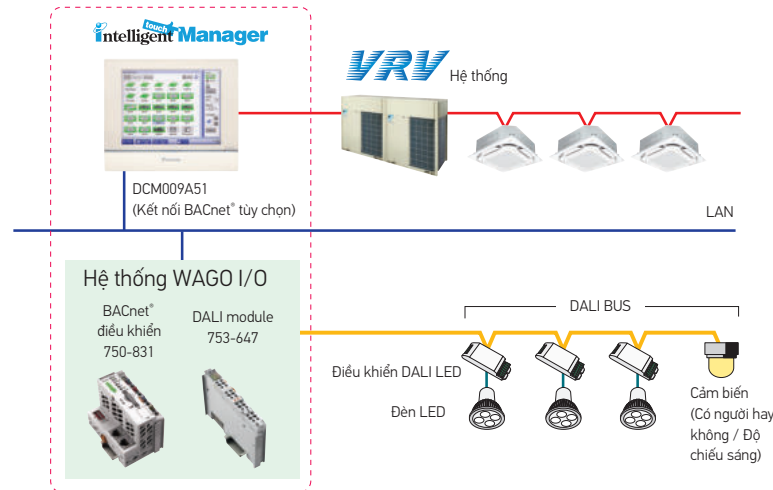 touch
intelligent Manager
VRV
Hệ thống
DCM009A51
(Kết nối BACnet® tùy chọn)
LAN
Hệ thống WAGO I/O
BACnet®
điều khiển
750-831
DALI module
753-647
DALI BUS
Điều khiển DALI LED
Đèn LED
Cảm biến
(Có người hay
không / Độ
chiếu sáng)